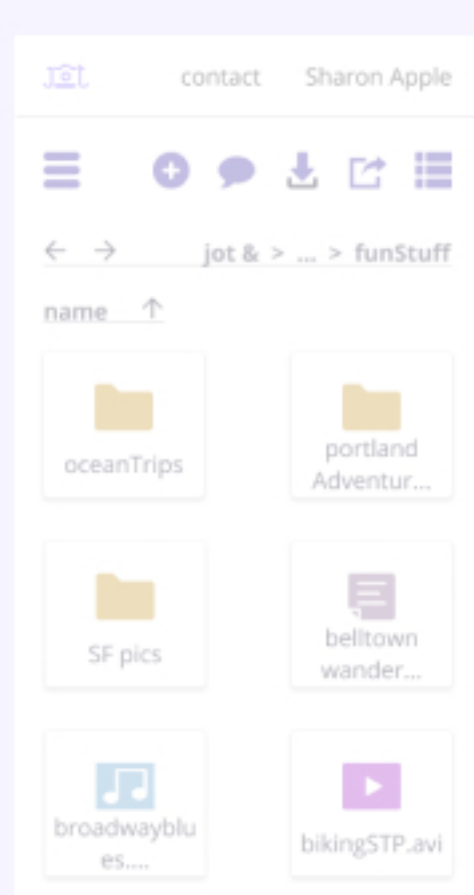 jot contact Sharon Apple
jot & > ... > funStuff
name
oceanTrips
portland
Adventur...
SF pics
belltown
wander...
broadwayblu
es....
bikingSTP.avi